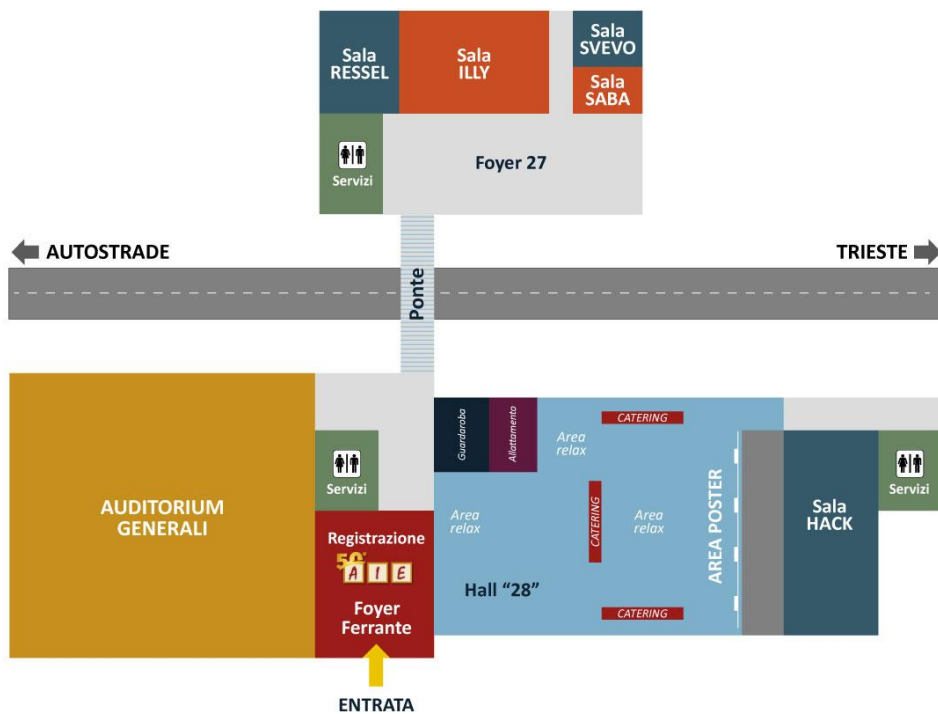 Sala
RESSEL
Sala
ILLY
Sala
SVEVO
Sala
SABA
Servizi
Foyer 27
AUTOSTRADE
TRIESTE
Ponte
AUDITORIUM
GENERALI
Servizi
Registrazione
50°
A I E
Foyer
Ferrante
ENTRATA
Guardaroba
Allattamento
Area
relax
CATERING
Area
relax
CATERING
Area
relax
Hall “28”
CATERING
AREA POSTER
Sala
HACK
Servizi